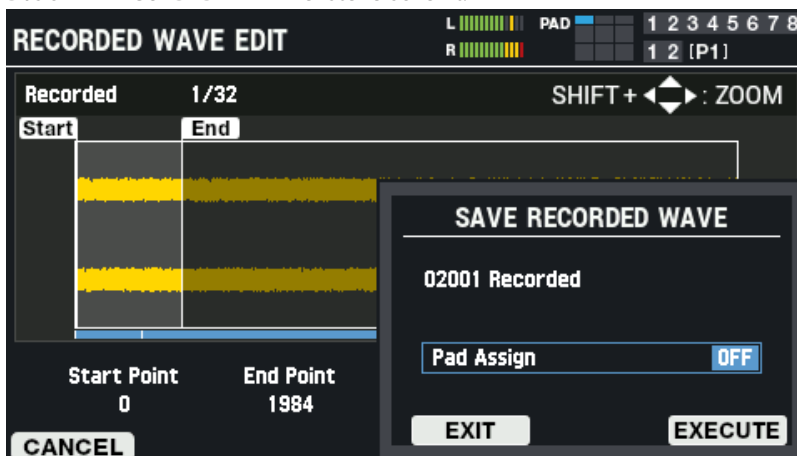 RECORDED WAVE EDIT
L
R
PAD
1 2 3 4 5 6 7 8
1 2 [P1]
Recorded 1/32
SHIFT + : ZOOM
Start End
SAVE RECORDED WAVE
02001 Recorded
Pad Assign OFF
Start Point End Point
0 1984
EXIT EXECUTE
CANCEL